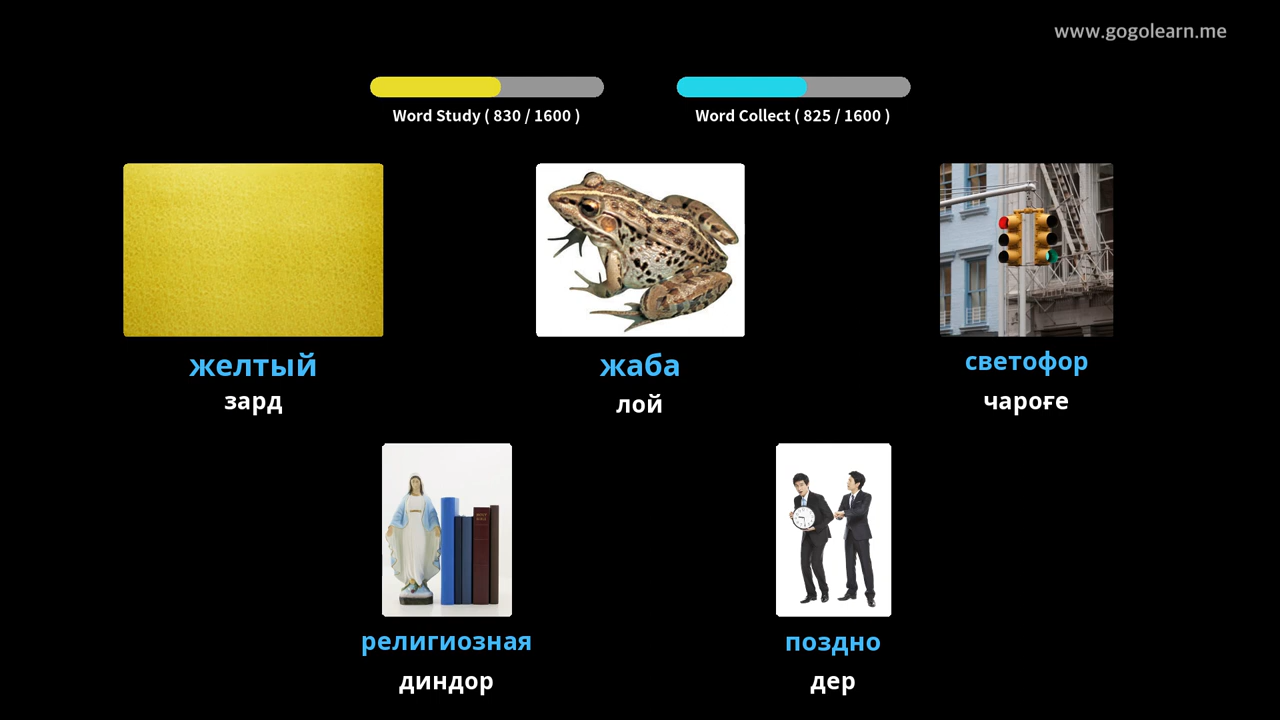 www.gogolearn.me
Word Study ( 830 / 1600 )
Word Collect ( 825 / 1600 )
желтый
зард
жаба
лой
светофор
чароғе
религиозная
диндор
поздно
дер